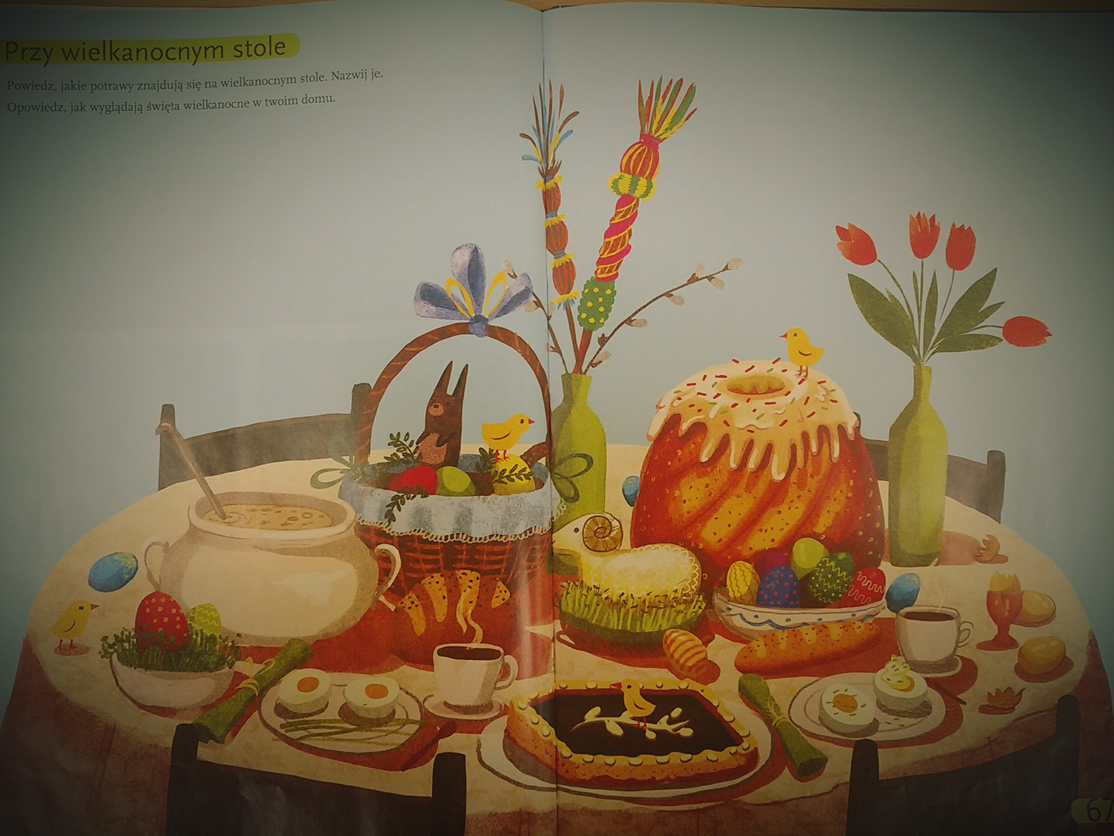 Przy wielkanocnym stole
Powiedz, jakie potrawy znajdują się na wielkanocnym stole. Nazwij je.
Opowiedz, jak wyglądają święta wielkanocne w twoim domu.